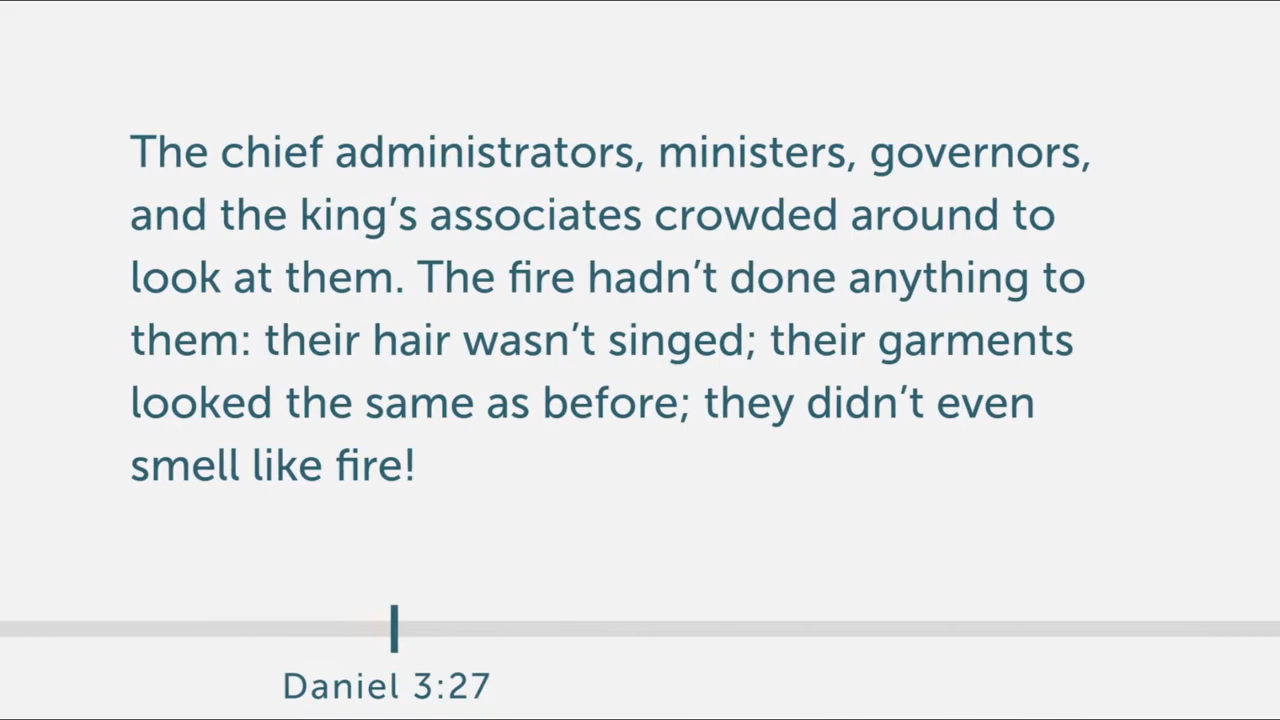 The chief administrators, ministers, governors,
and the king’s associates crowded around to
look at them. The fire hadn’t done anything to
them: their hair wasn’t singed; their garments
looked the same as before; they didn’t even
smell like fire!
Daniel 3:27